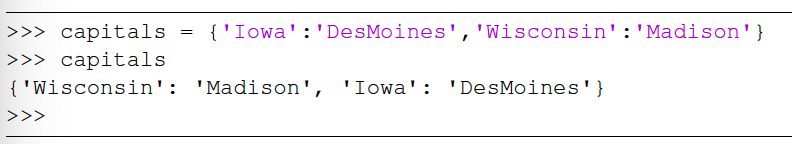 >>> capitals = {'Iowa':'DesMoines','Wisconsin':'Madison'}
>>> capitals
{'Wisconsin': 'Madison', 'Iowa': 'DesMoines'}
>>>